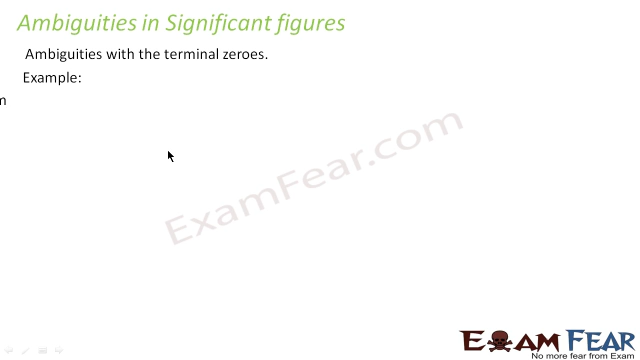 Ambiguities in Significant figures
Ambiguities with the terminal zeroes.
Example:
m
ExamFear.com
EXAM FEAR
No more fear from Exam